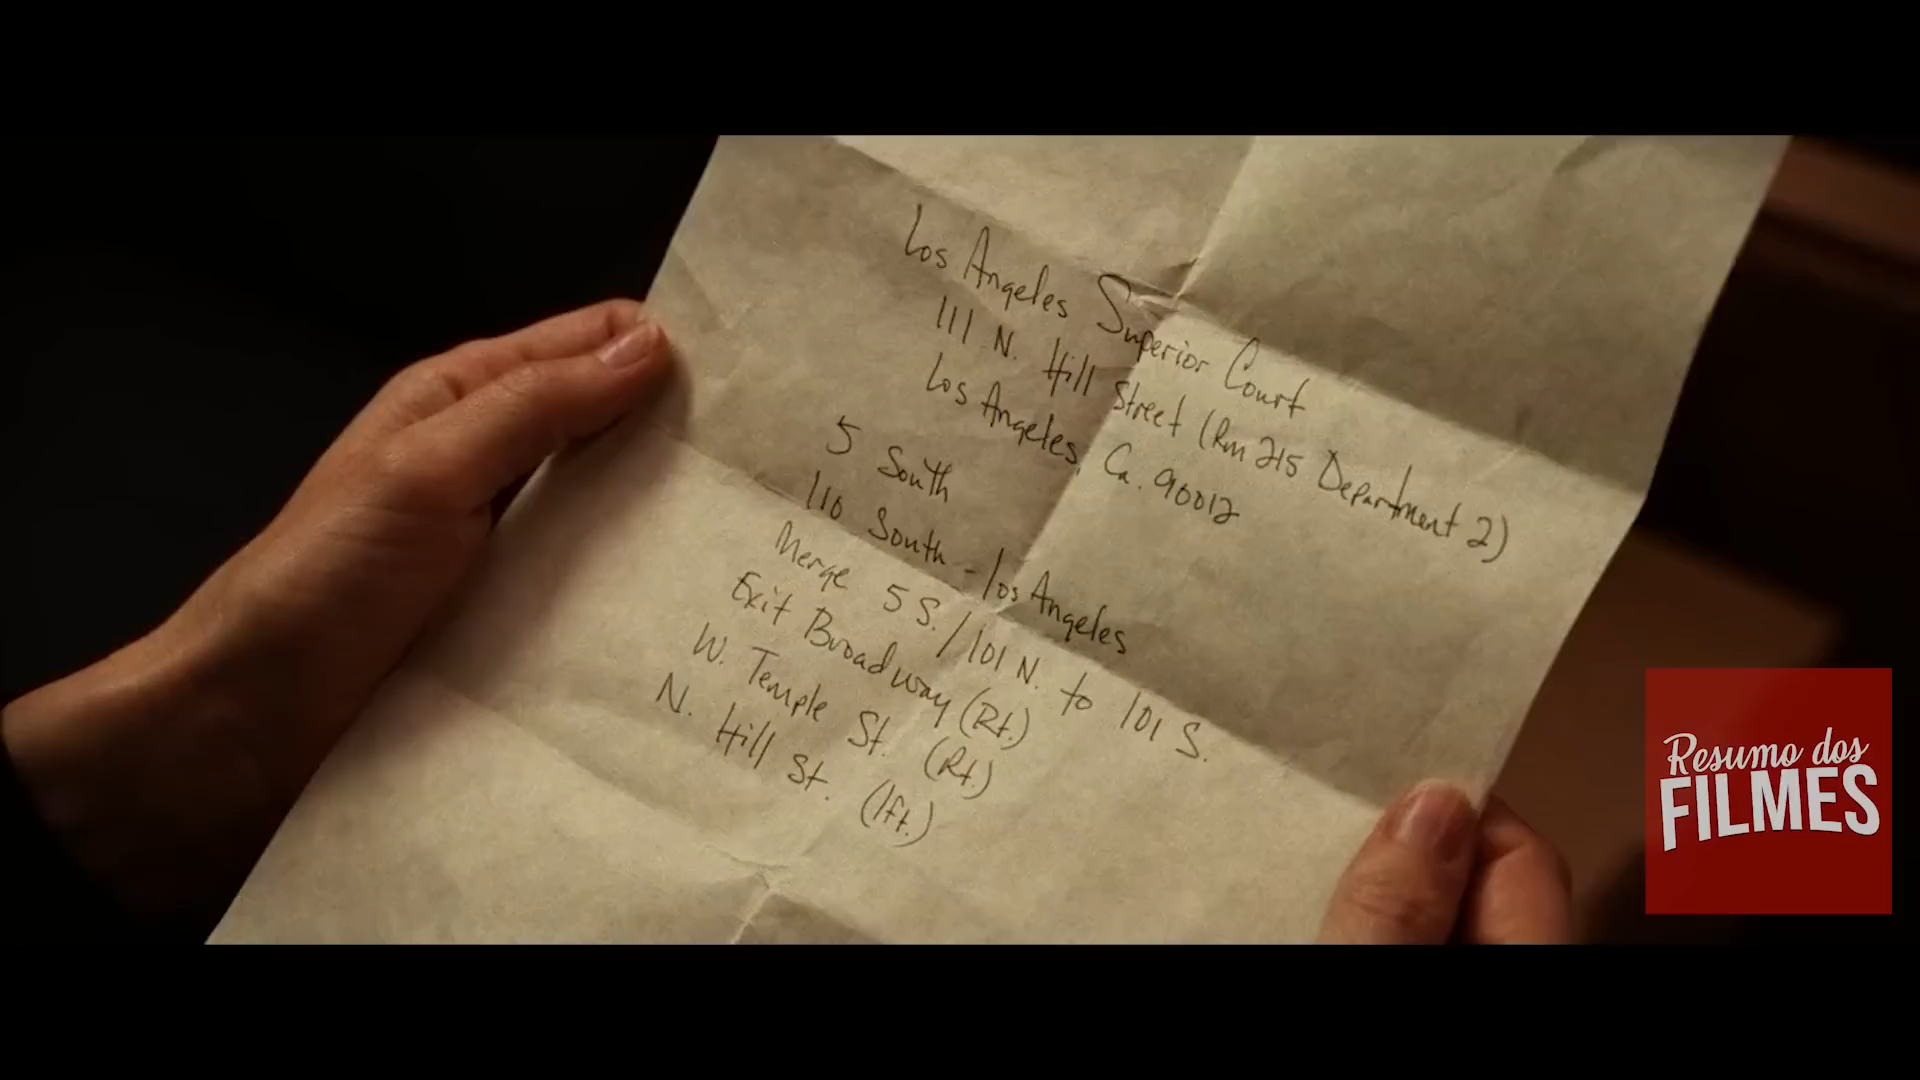 Los Angeles Superior Court
111 N. Hill Street (Rm 215 Department 2)
Los Angeles, Ca. 90012
5 South
110 South - Los Angeles
Merge 5 S. / 101 N. to 101 S.
Exit Broadway (Rt.)
W. Temple St. (Rt.)
N. Hill St. (lft.)
Resumo dos
FILMES